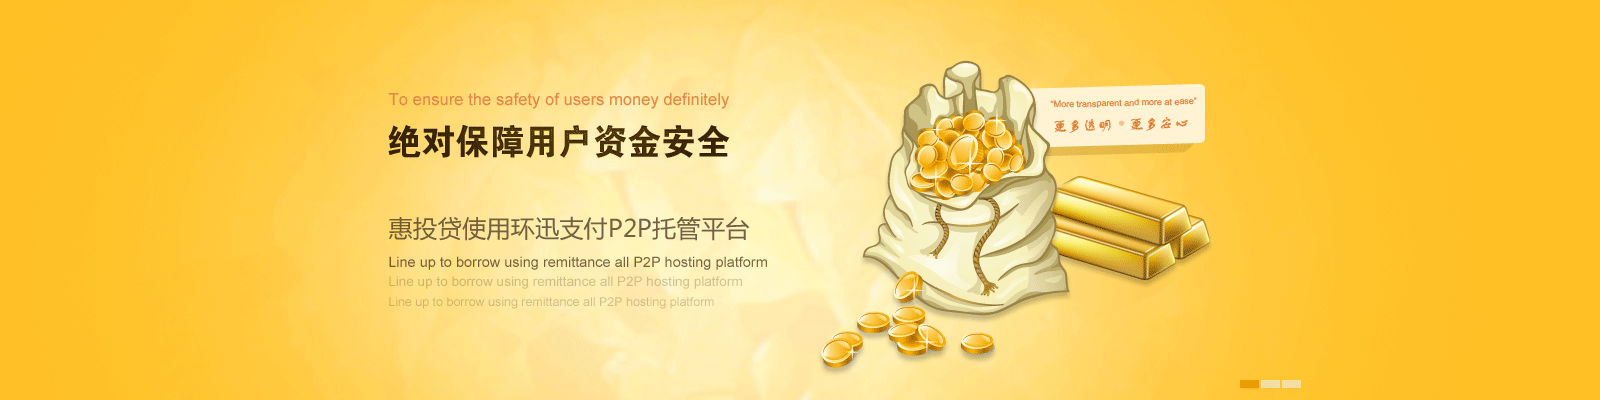 To ensure the safety of users money definitely
绝对保障用户资金安全
惠投贷使用环迅支付P2P托管平台
Line up to borrow using remittance all P2P hosting platform
Line up to borrow using remittance all P2P hosting platform
Line up to borrow using remittance all P2P hosting platform
"More transparent and more at ease"
更多透明 更多安心